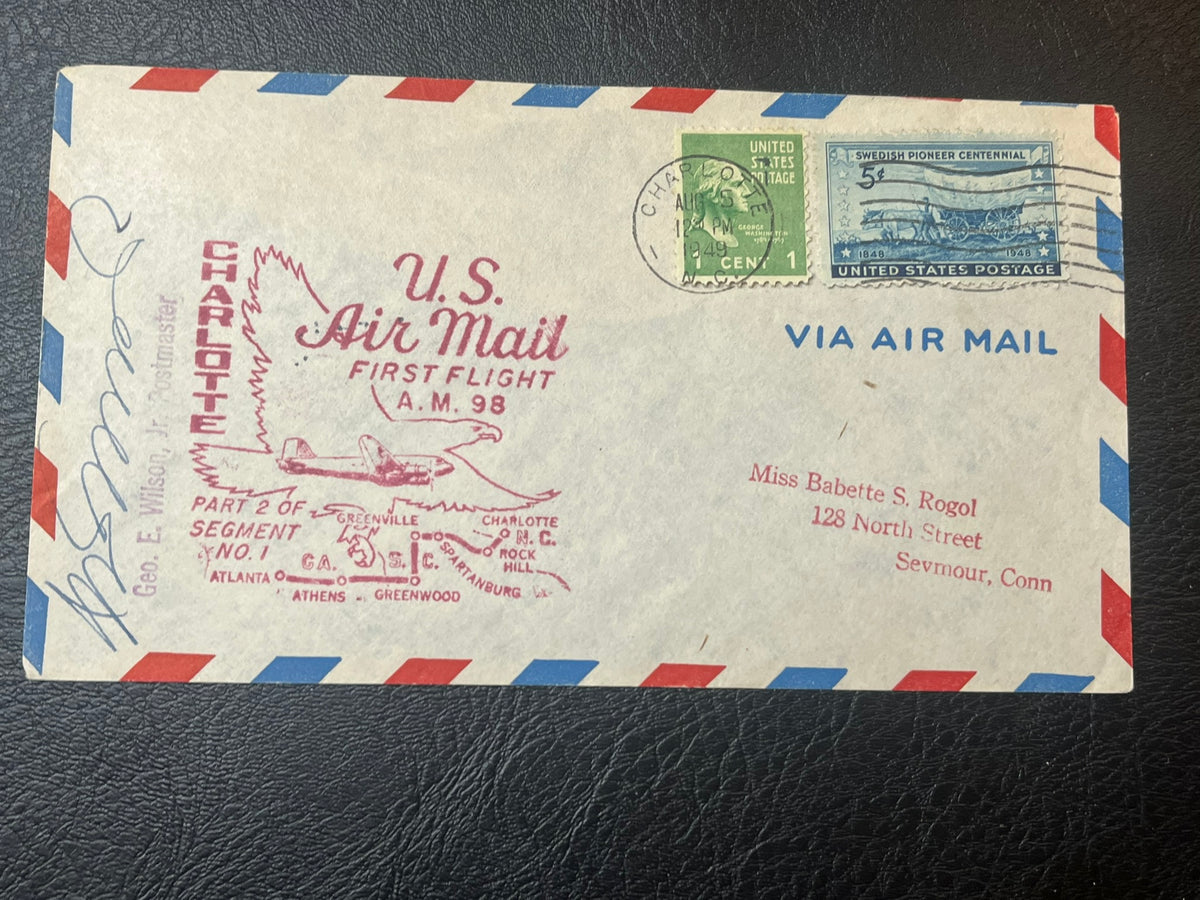 UNITED
STATES
POSTAGE
GEORGE
WASHINGTON
1789-1797
1 CENT 1
CHARLOTTE
AUG 5
12 PM
1949
N. C.
SWEDISH PIONEER CENTENNIAL
5¢
1848 1948
UNITED STATES POSTAGE
VIA AIR MAIL
CHARLOTTE
U.S.
Air Mail
FIRST FLIGHT
A.M. 98
PART 2 OF
SEGMENT
NO. 1
GREENVILLE
CHARLOTTE
N.C.
ROCK
HILL
SPARTANBURG
GA. S. C.
ATLANTA
ATHENS
GREENWOOD
Geo. E. Wilson, Jr. Postmaster
Miss Babette S. Rogol
128 North Street
Seymour, Conn